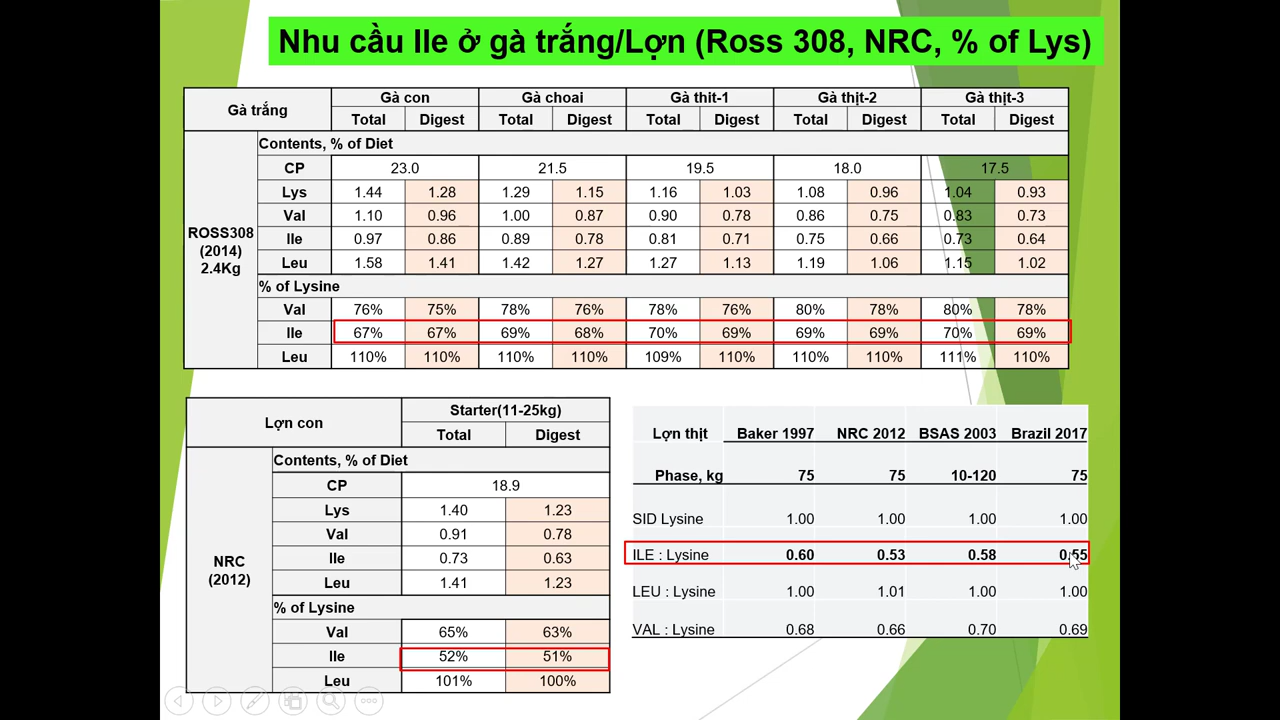 Nhu cầu Ile ở gà trắng/Lợn (Ross 308, NRC, % of Lys)
Gà trắng Gà con Gà choai Gà thit-1 Gà thịt-2 Gà thịt-3
Total Digest Total Digest Total Digest Total Digest Total Digest
Contents, % of Diet
CP 23.0 21.5 19.5 18.0 17.5
Lys 1.44 1.28 1.29 1.15 1.16 1.03 1.08 0.96 1.04 0.93
Val 1.10 0.96 1.00 0.87 0.90 0.78 0.86 0.75 0.83 0.73
ROSS308
(2014)
2.4Kg
Ile 0.97 0.86 0.89 0.78 0.81 0.71 0.75 0.66 0.73 0.64
Leu 1.58 1.41 1.42 1.27 1.27 1.13 1.19 1.06 1.15 1.02
% of Lysine
Val 76% 75% 78% 76% 78% 76% 80% 78% 80% 78%
Ile 67% 67% 69% 68% 70% 69% 69% 69% 70% 69%
Leu 110% 110% 110% 110% 109% 110% 110% 110% 111% 110%
Lợn con Starter(11-25kg)
Total Digest
Contents, % of Diet
CP 18.9
Lys 1.40 1.23
Val 0.91 0.78
NRC
(2012)
Ile 0.73 0.63
Leu 1.41 1.23
% of Lysine
Val 65% 63%
Ile 52% 51%
Leu 101% 100%
Lợn thịt Baker 1997 NRC 2012 BSAS 2003 Brazil 2017
Phase, kg 75 75 10-120 75
SID Lysine 1.00 1.00 1.00 1.00
ILE : Lysine 0.60 0.53 0.58 0.55
LEU : Lysine 1.00 1.01 1.00 1.00
VAL : Lysine 0.68 0.66 0.70 0.69